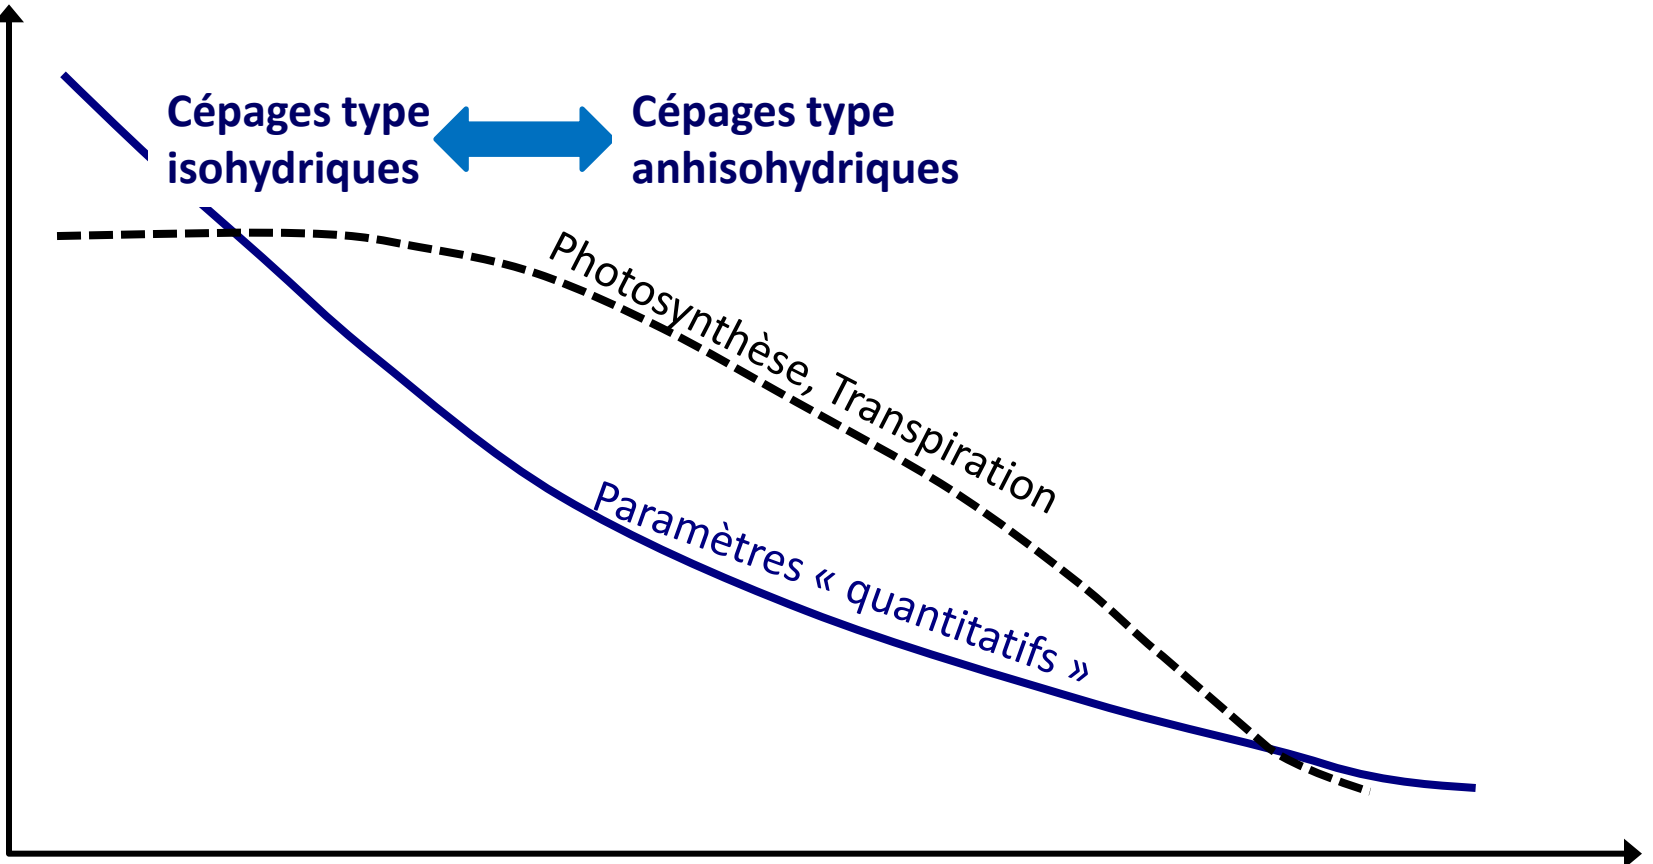 Cépages type
isohydriques
Cépages type
anhisohydriques
Photosynthèse, Transpiration
Paramètres « quantitatifs »